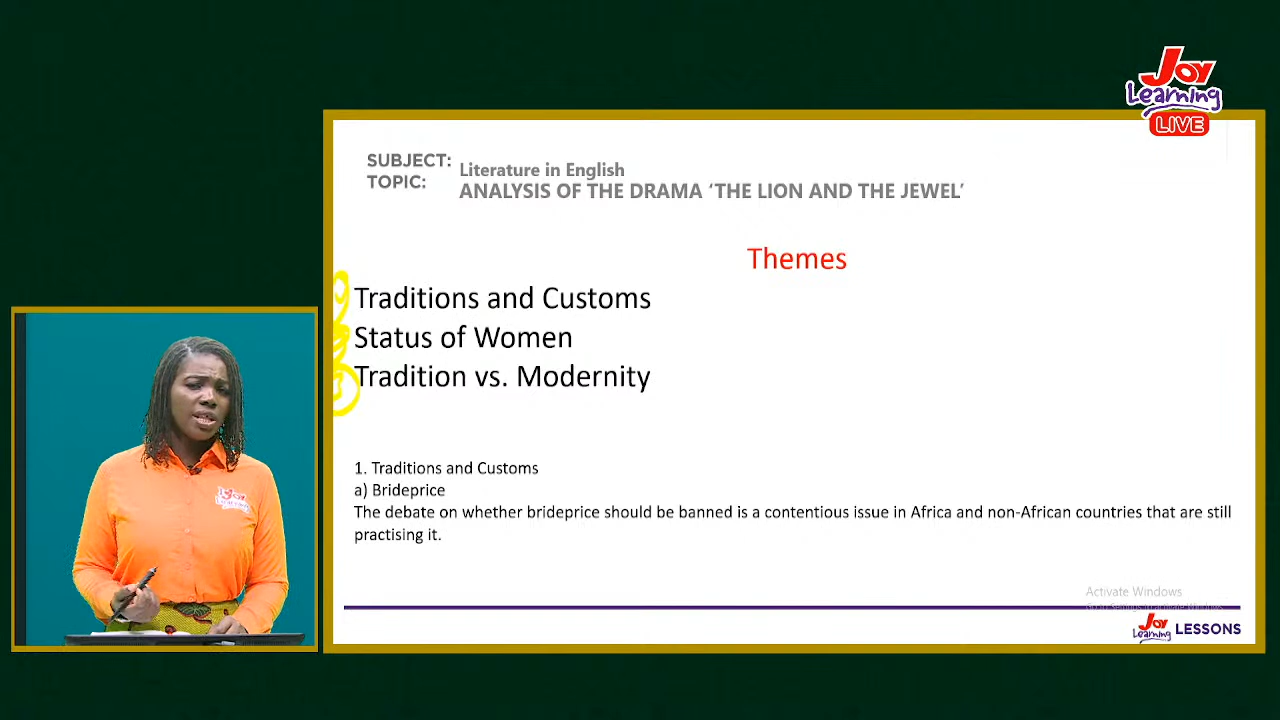 Joy
Learning
LIVE
SUBJECT: Literature in English
TOPIC: ANALYSIS OF THE DRAMA ‘THE LION AND THE JEWEL’
Themes
Traditions and Customs
Status of Women
Tradition vs. Modernity
1. Traditions and Customs
a) Brideprice
The debate on whether brideprice should be banned is a contentious issue in Africa and non-African countries that are still
practising it.
Activate Windows
Joy
Learning LESSONS
Joy
Learning